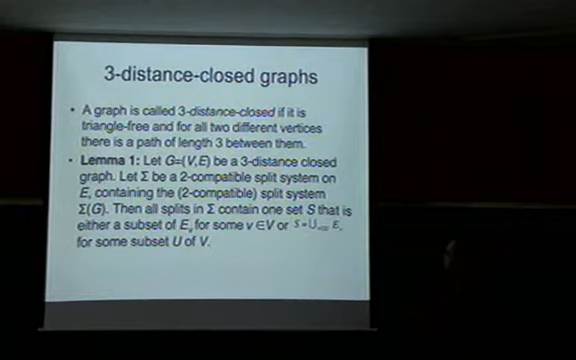 3-distance-closed graphs
• A graph is called 3-distance-closed if it is
triangle-free and for all two different vertices
there is a path of length 3 between them.
• Lemma 1: Let G=(V,E) be a 3-distance closed
graph. Let Σ be a 2-compatible split system on
E, containing the (2-compatible) split system
Σ(G). Then all splits in Σ contain one set S that is
either a subset of Eᵥ for some v∈V or S=∪ E
for some subset U of V.